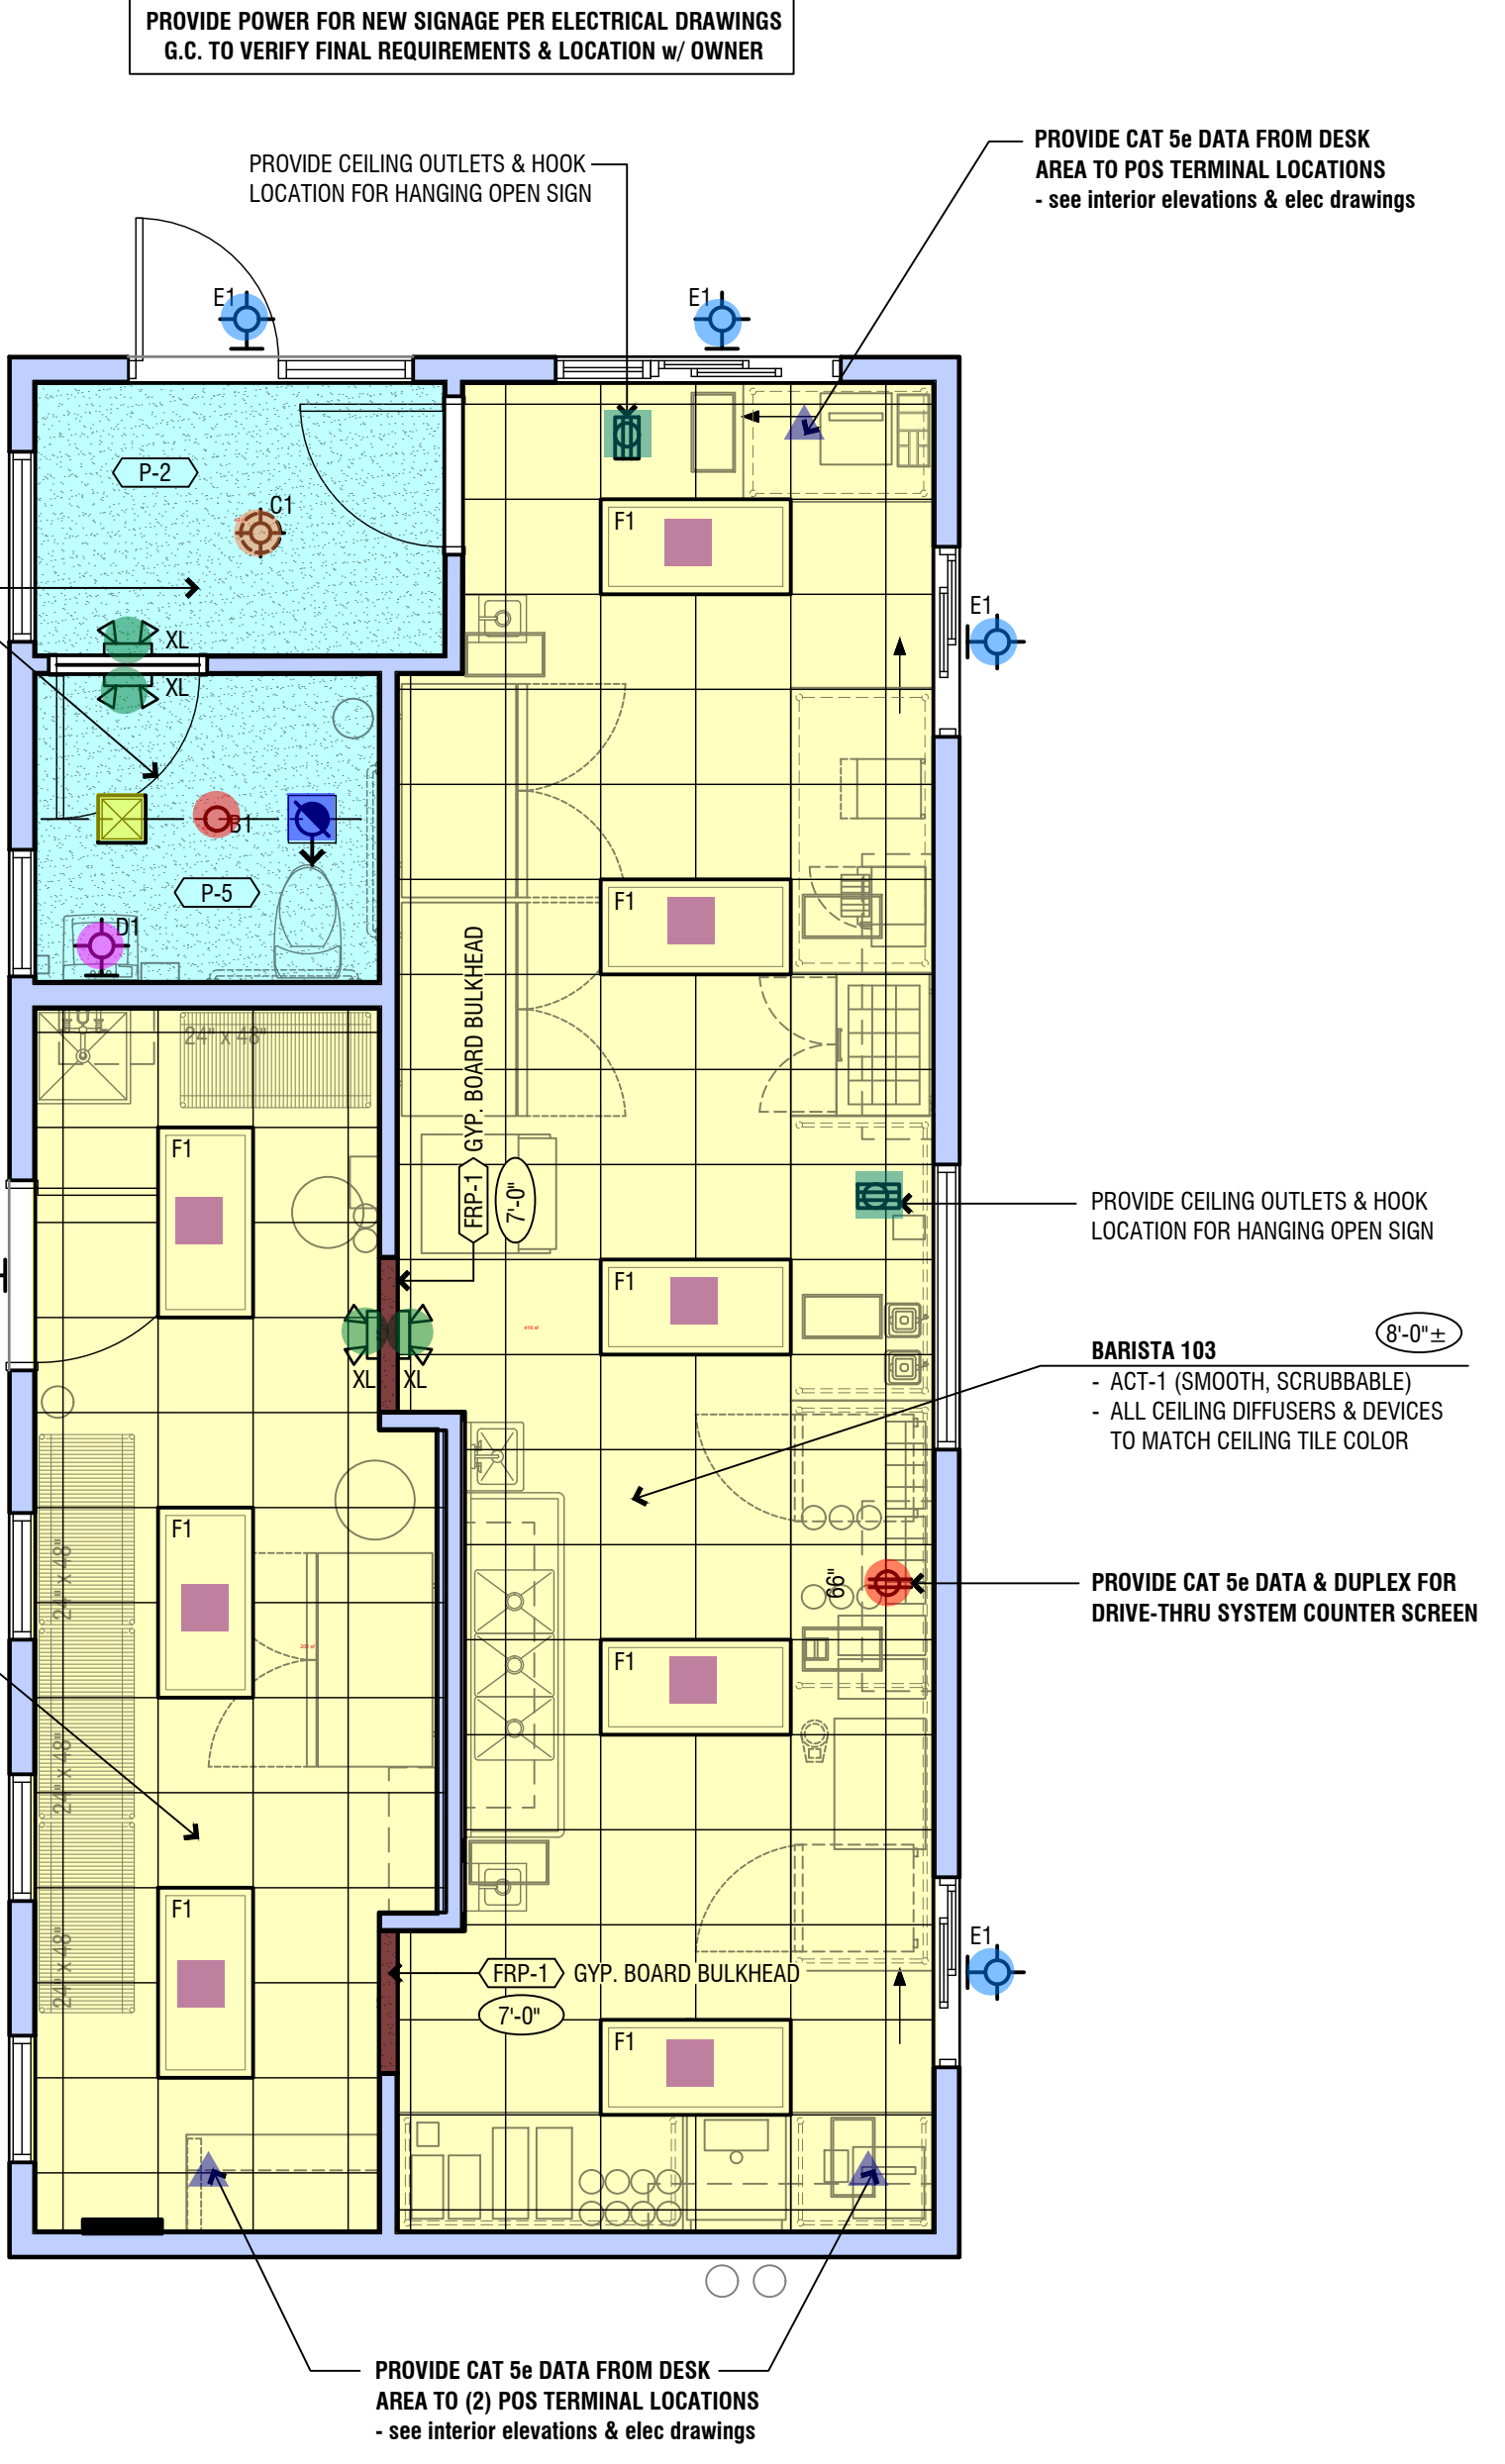 PROVIDE POWER FOR NEW SIGNAGE PER ELECTRICAL DRAWINGS
G.C. TO VERIFY FINAL REQUIREMENTS & LOCATION w/ OWNER
PROVIDE CAT 5e DATA FROM DESK
AREA TO POS TERMINAL LOCATIONS
- see interior elevations & elec drawings
PROVIDE CEILING OUTLETS & HOOK
LOCATION FOR HANGING OPEN SIGN
E1
E1
P-2
C1
F1
E1
XL
XL
B1
P-5
F1
D1
24" x 48"
GYP. BOARD BULKHEAD
FRP-1
7'-0"
F1
PROVIDE CEILING OUTLETS & HOOK
LOCATION FOR HANGING OPEN SIGN
F1
XL
XL
8'-0"±
BARISTA 103
- ACT-1 (SMOOTH, SCRUBBABLE)
- ALL CEILING DIFFUSERS & DEVICES
TO MATCH CEILING TILE COLOR
F1
24" x 48"
66"
PROVIDE CAT 5e DATA & DUPLEX FOR
DRIVE-THRU SYSTEM COUNTER SCREEN
F1
24" x 48"
F1
24" x 48"
E1
FRP-1
GYP. BOARD BULKHEAD
7'-0"
F1
PROVIDE CAT 5e DATA FROM DESK
AREA TO (2) POS TERMINAL LOCATIONS
- see interior elevations & elec drawings